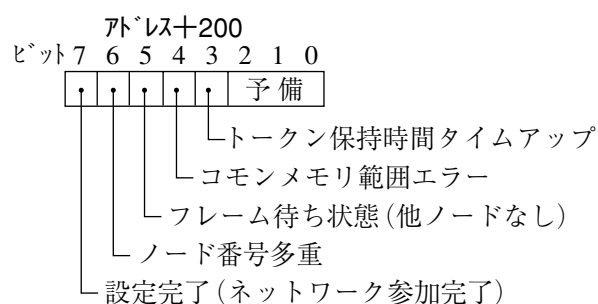 アドレス＋200
ビット 7 6 5 4 3 2 1 0
予 備
トークン保持時間タイムアップ
コモンメモリ範囲エラー
フレーム待ち状態(他ノードなし)
ノード番号多重
設定完了(ネットワーク参加完了)